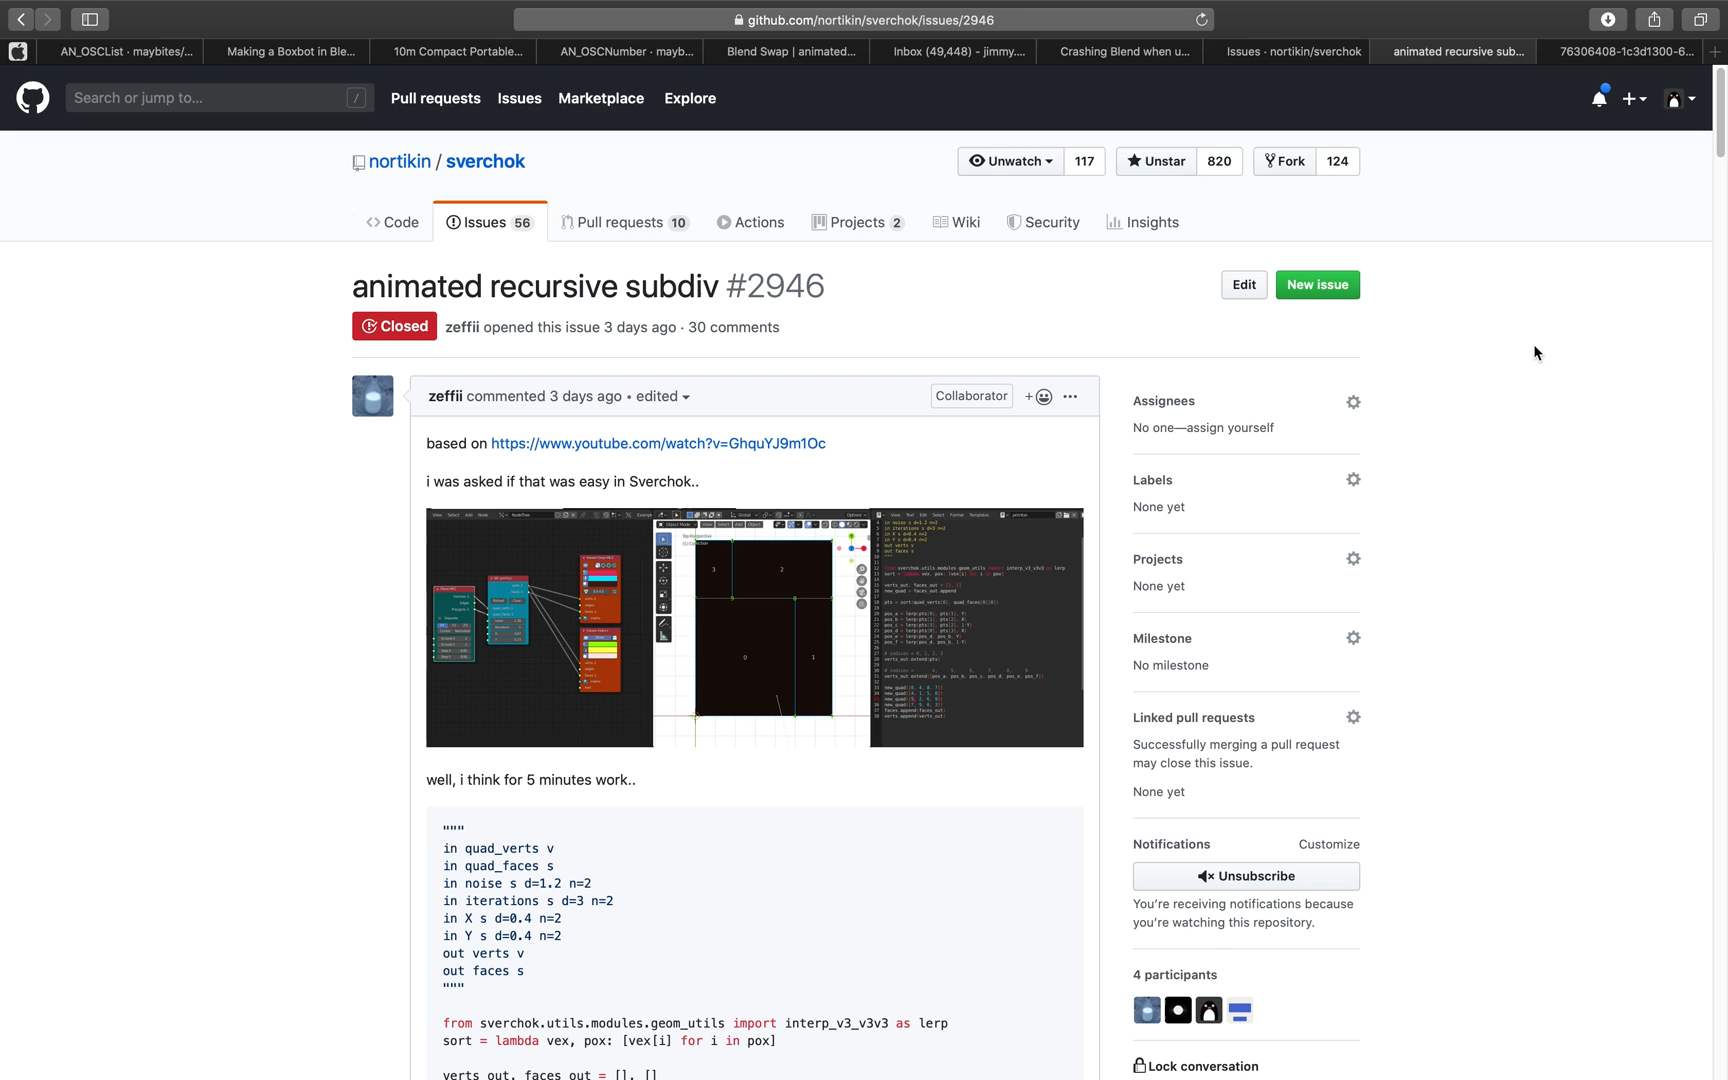 github.com/nortikin/sverchok/issues/2946
AN_OSCList · maybites/...
Making a Boxbot in Ble...
10m Compact Portable...
AN_OSCNumber · mayb...
Blend Swap | animated...
Inbox (49,448) - jimmy....
Crashing Blend when u...
Issues · nortikin/sverchok
animated recursive sub...
76306408-1c3d1300-6...
Search or jump to...
/
Pull requests
Issues
Marketplace
Explore
nortikin / sverchok
Unwatch 117
Unstar 820
Fork 124
<> Code
Issues 56
Pull requests 10
Actions
Projects 2
Wiki
Security
Insights
animated recursive subdiv #2946
Edit
New issue
Closed
zeffii opened this issue 3 days ago · 30 comments
zeffii commented 3 days ago • edited
Collaborator
based on https://www.youtube.com/watch?v=GhquYJ9m1Oc
i was asked if that was easy in Sverchok..
3
2
0
1
well, i think for 5 minutes work..
"""
in quad_verts v
in quad_faces s
in noise s d=1.2 n=2
in iterations s d=3 n=2
in X s d=0.4 n=2
in Y s d=0.4 n=2
out verts v
out faces s
"""
from sverchok.utils.modules.geom_utils import interp_v3_v3v3 as lerp
sort = lambda vex, pox: [vex[i] for i in pox]
verts_out, faces_out = [], []
Assignees
No one—assign yourself
Labels
None yet
Projects
None yet
Milestone
No milestone
Linked pull requests
Successfully merging a pull request
may close this issue.
None yet
Notifications
Customize
Unsubscribe
You're receiving notifications because
you're watching this repository.
4 participants
Lock conversation